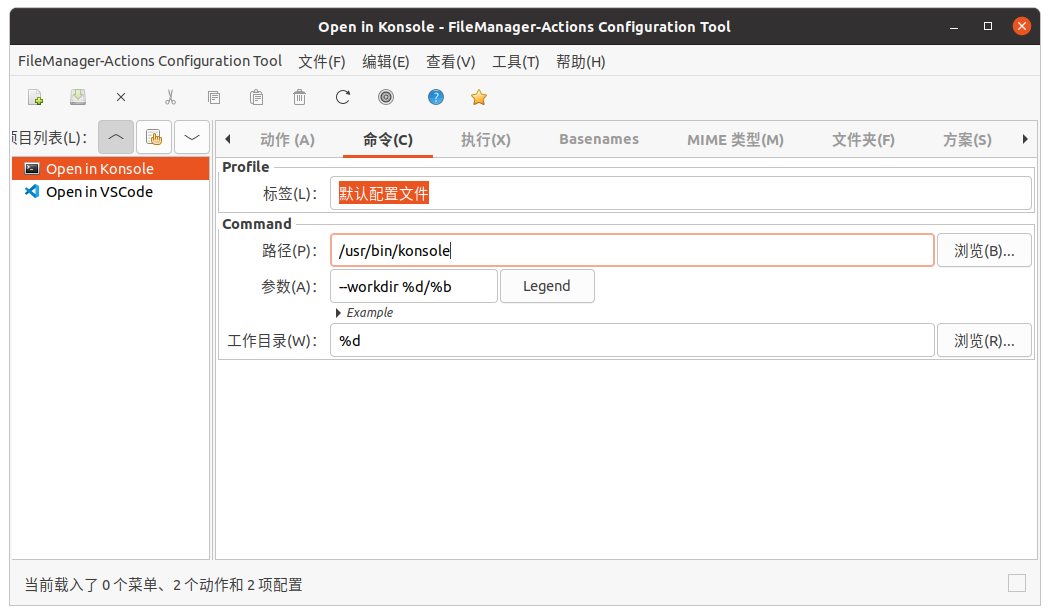 Open in Konsole - FileManager-Actions Configuration Tool
FileManager-Actions Configuration Tool 文件(F) 编辑(E) 查看(V) 工具(T) 帮助(H)
项目列表(L)：
动作 (A) 命令(C) 执行(X) Basenames MIME 类型(M) 文件夹(F) 方案(S)
Open in Konsole
Open in VSCode
Profile
标签(L)： 默认配置文件
Command
路径(P)： /usr/bin/konsole 浏览(B)...
参数(A)： --workdir %d/%b Legend
Example
工作目录(W)： %d 浏览(R)...
当前载入了 0 个菜单、2 个动作和 2 项配置